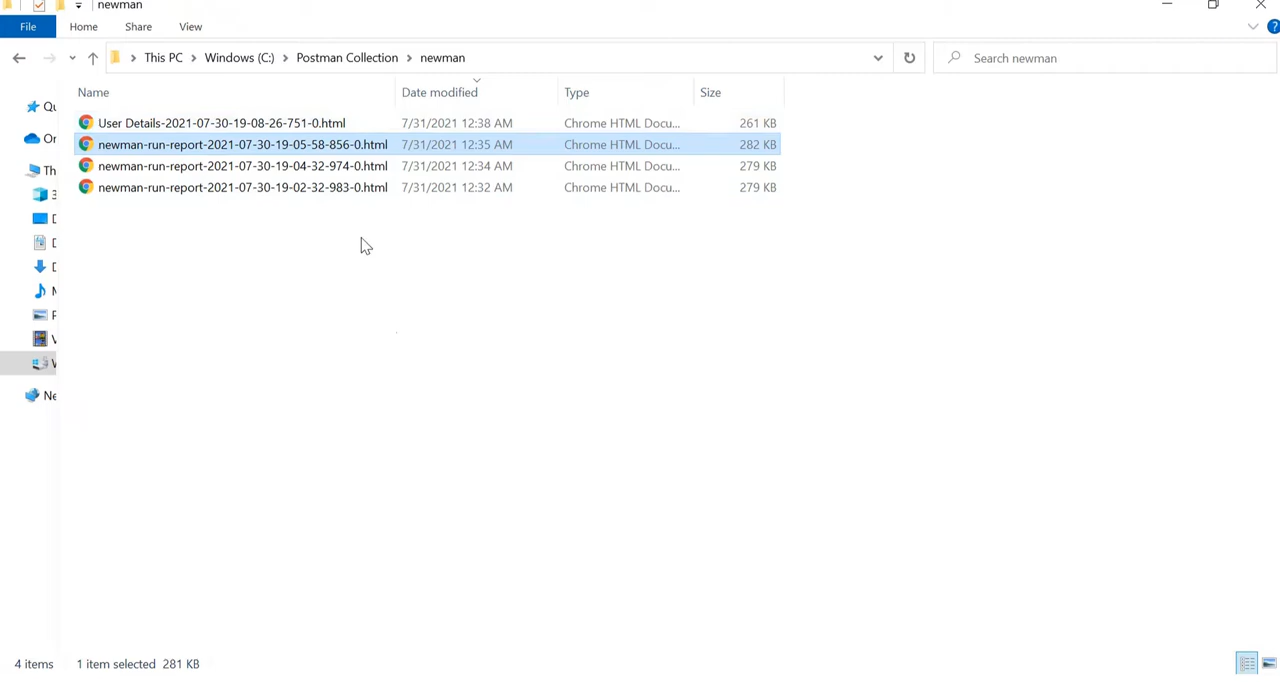 newman
File Home Share View
This PC Windows (C:) Postman Collection newman Search newman
Name Date modified Type Size
User Details-2021-07-30-19-08-26-751-0.html 7/31/2021 12:38 AM Chrome HTML Docu... 261 KB
newman-run-report-2021-07-30-19-05-58-856-0.html 7/31/2021 12:35 AM Chrome HTML Docu... 282 KB
newman-run-report-2021-07-30-19-04-32-974-0.html 7/31/2021 12:34 AM Chrome HTML Docu... 279 KB
newman-run-report-2021-07-30-19-02-32-983-0.html 7/31/2021 12:32 AM Chrome HTML Docu... 279 KB
Qu
Or
Th
3
Ne
4 items 1 item selected 281 KB